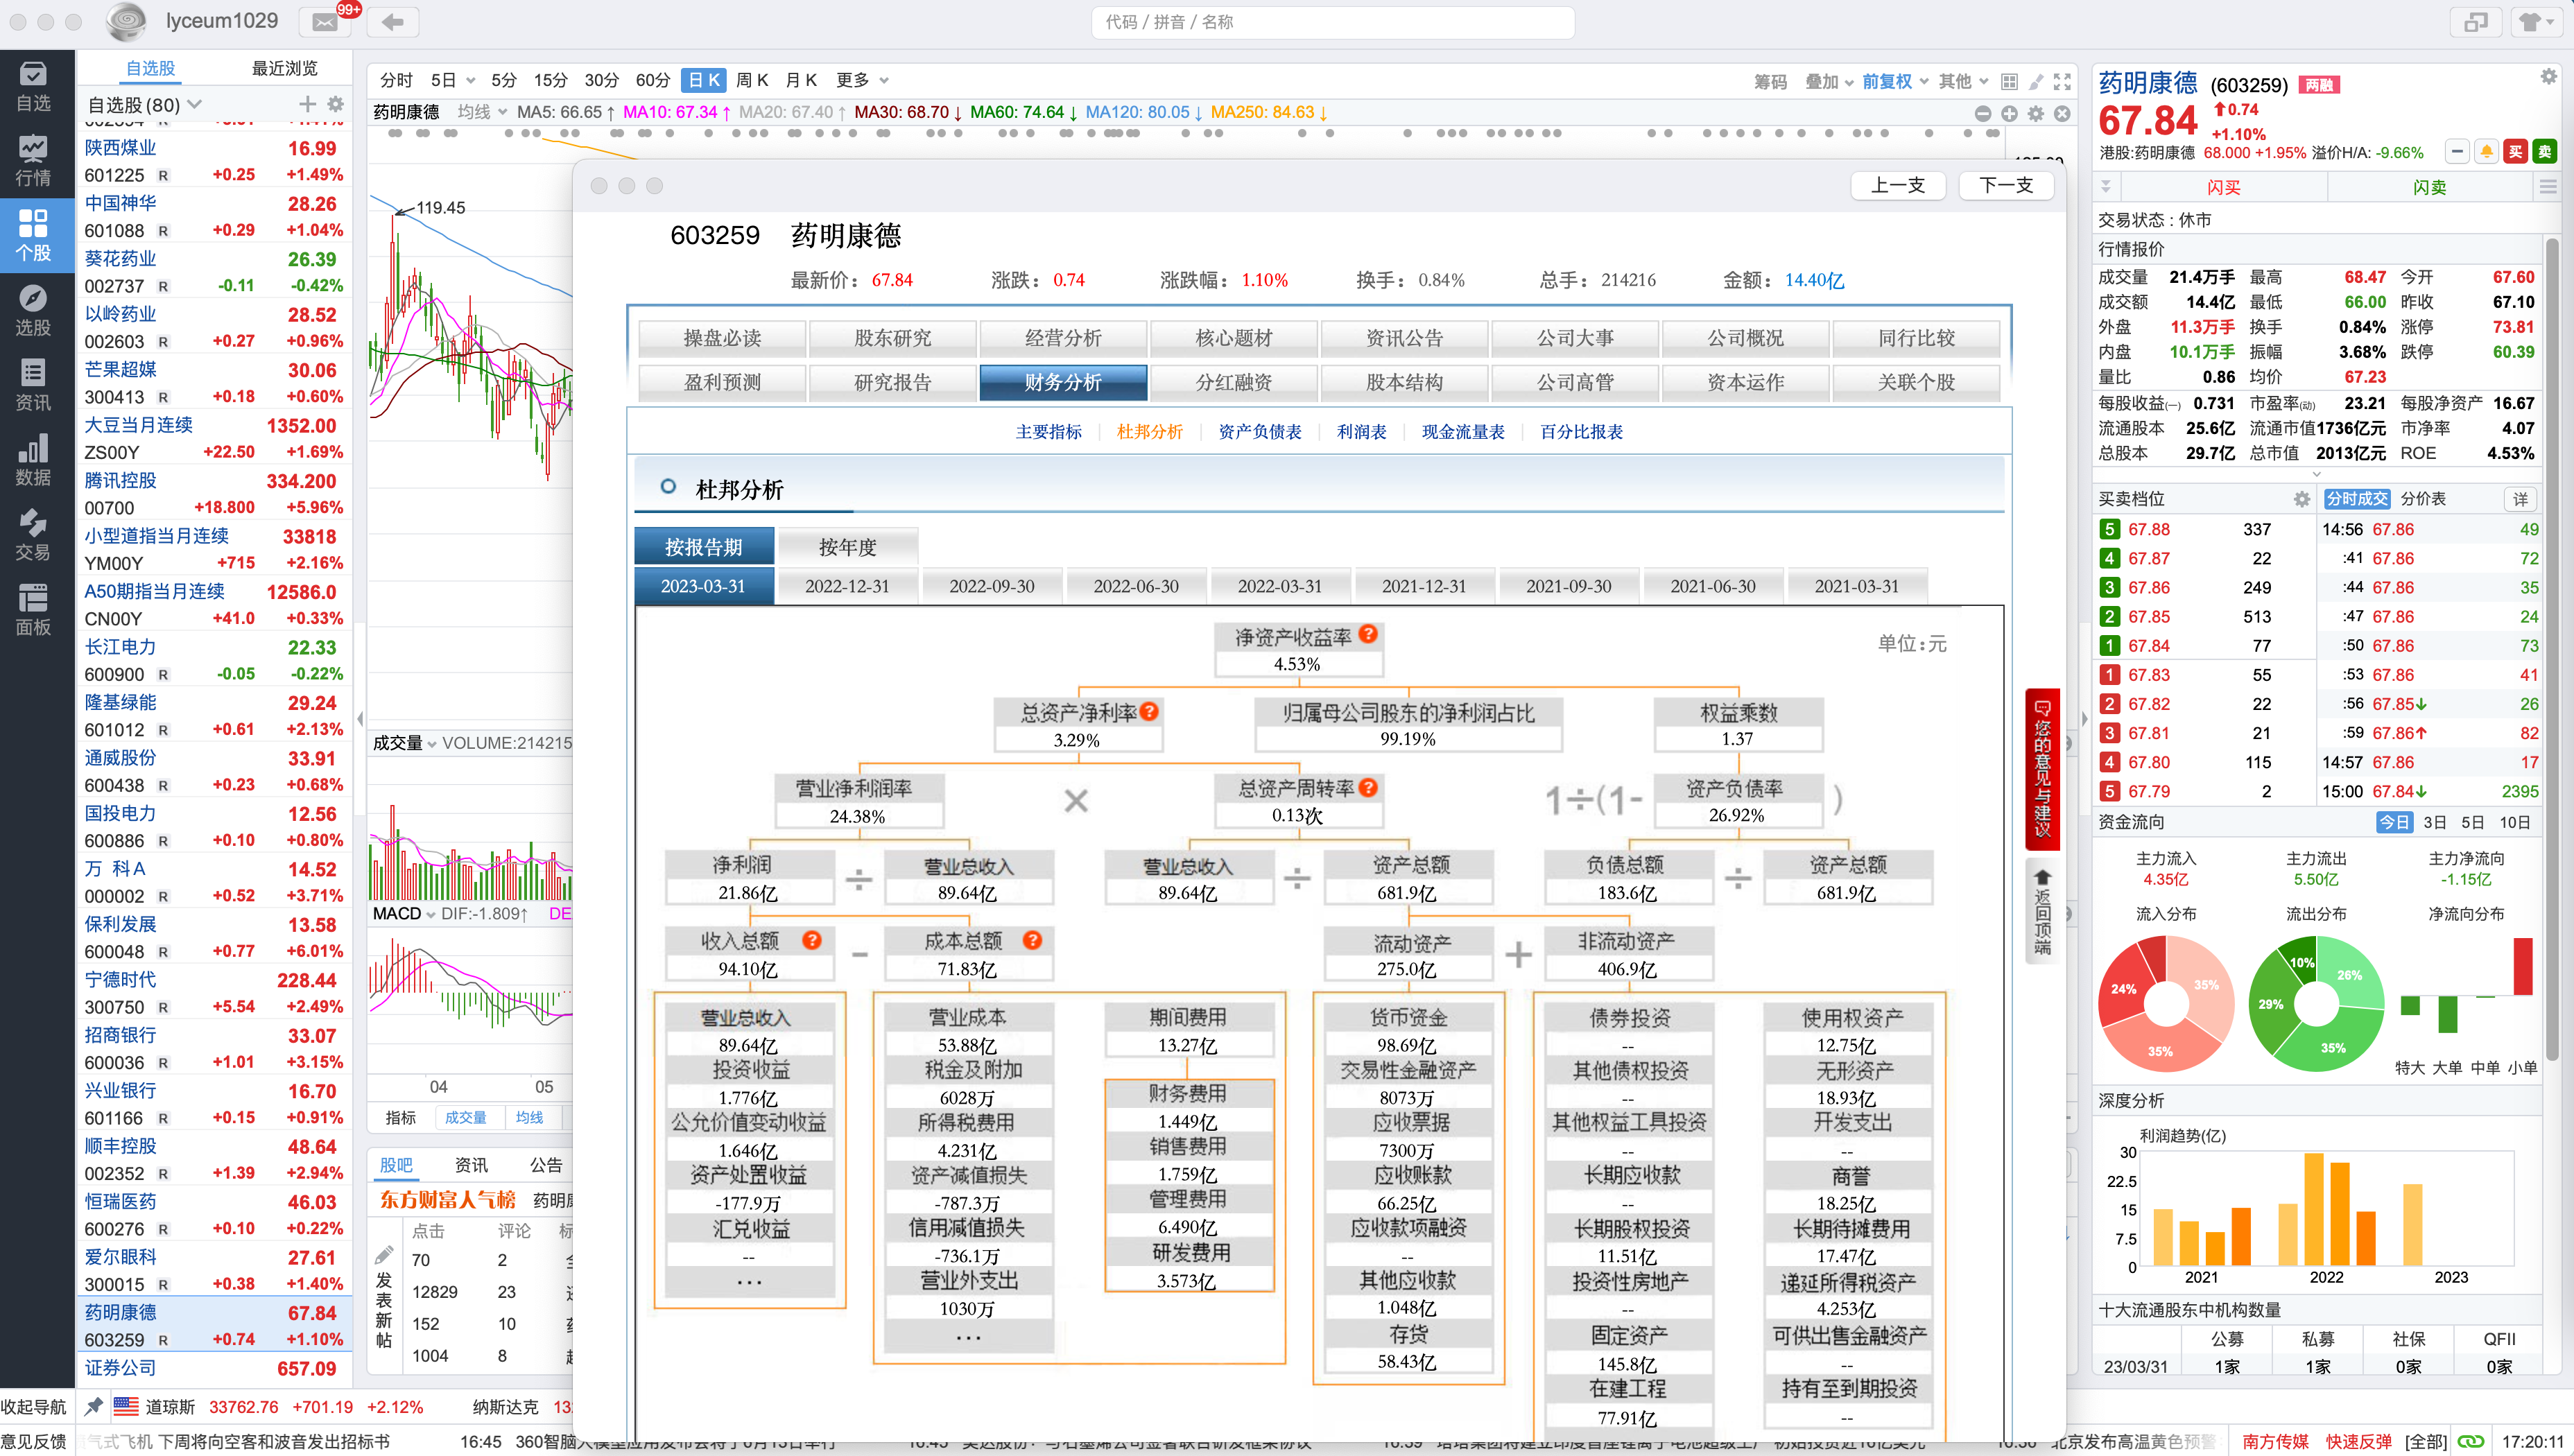 lyceum1029
99+
代码 / 拼音 / 名称
自选
行情
个股
选股
资讯
数据
交易
面板
自选股
最近浏览
自选股(80)
陕西煤业 16.99
601225 R +0.25 +1.49%
中国神华 28.26
601088 R +0.29 +1.04%
葵花药业 26.39
002737 R -0.11 -0.42%
以岭药业 28.52
002603 R +0.27 +0.96%
芒果超媒 30.06
300413 R +0.18 +0.60%
大豆当月连续 1352.00
ZS00Y +22.50 +1.69%
腾讯控股 334.200
00700 +18.800 +5.96%
小型道指当月连续 33818
YM00Y +715 +2.16%
A50期指当月连续 12586.0
CN00Y +41.0 +0.33%
长江电力 22.33
600900 R -0.05 -0.22%
隆基绿能 29.24
601012 R +0.61 +2.13%
通威股份 33.91
600438 R +0.23 +0.68%
国投电力 12.56
600886 R +0.10 +0.80%
万 科A 14.52
000002 R +0.52 +3.71%
保利发展 13.58
600048 R +0.77 +6.01%
宁德时代 228.44
300750 R +5.54 +2.49%
招商银行 33.07
600036 R +1.01 +3.15%
兴业银行 16.70
601166 R +0.15 +0.91%
顺丰控股 48.64
002352 R +1.39 +2.94%
恒瑞医药 46.03
600276 R +0.10 +0.22%
爱尔眼科 27.61
300015 R +0.38 +1.40%
药明康德 67.84
603259 R +0.74 +1.10%
证券公司 657.09
分时 5日 5分 15分 30分 60分 日K 周K 月K 更多
筹码 叠加 前复权 其他
药明康德 均线 MA5: 66.65↑ MA10: 67.34↑ MA20: 67.40↑ MA30: 68.70↓ MA60: 74.64↓ MA120: 80.05↓ MA250: 84.63↓
119.45
成交量 VOLUME:214215
MACD DIF:-1.809↑ DE
04 05
指标 成交量 均线
股吧 资讯 公告
东方财富人气榜
点击 评论
70 2
12829 23
152 10
1004 8
发表新帖
上一支 下一支
603259 药明康德
最新价: 67.84 涨跌: 0.74 涨跌幅: 1.10% 换手: 0.84% 总手: 214216 金额: 14.40亿
操盘必读 股东研究 经营分析 核心题材 资讯公告 公司大事 公司概况 同行比较
盈利预测 研究报告 财务分析 分红融资 股本结构 公司高管 资本运作 关联个股
主要指标 杜邦分析 资产负债表 利润表 现金流量表 百分比报表
杜邦分析
按报告期 按年度
2023-03-31 2022-12-31 2022-09-30 2022-06-30 2022-03-31 2021-12-31 2021-09-30 2021-06-30 2021-03-31
单位:元
净资产收益率 ?
4.53%
总资产净利率 ? 归属母公司股东的净利润占比 权益乘数
3.29% 99.19% 1.37
营业净利润率 × 总资产周转率 ? 1÷(1- 资产负债率 )
24.38% 0.13次 26.92%
净利润 ÷ 营业总收入 营业总收入 ÷ 资产总额 负债总额 ÷ 资产总额
21.86亿 89.64亿 89.64亿 681.9亿 183.6亿 681.9亿
收入总额 ? - 成本总额 ? 流动资产 + 非流动资产
94.10亿 71.83亿 275.0亿 406.9亿
营业总收入
89.64亿
投资收益
1.776亿
公允价值变动收益
1.646亿
资产处置收益
-177.9万
汇兑收益
--
...
营业成本
53.88亿
税金及附加
6028万
所得税费用
4.231亿
资产减值损失
-787.3万
信用减值损失
-736.1万
营业外支出
1030万
...
期间费用
13.27亿
财务费用
1.449亿
销售费用
1.759亿
管理费用
6.490亿
研发费用
3.573亿
货币资金
98.69亿
交易性金融资产
8073万
应收票据
7300万
应收账款
66.25亿
应收款项融资
--
其他应收款
1.048亿
存货
58.43亿
债券投资
--
其他债权投资
--
其他权益工具投资
--
长期应收款
--
长期股权投资
11.51亿
投资性房地产
--
固定资产
145.8亿
在建工程
77.91亿
使用权资产
12.75亿
无形资产
18.93亿
开发支出
--
商誉
18.25亿
长期待摊费用
17.47亿
递延所得税资产
4.253亿
可供出售金融资产
--
持有至到期投资
--
您的意见与建议
返回顶端
药明康德 (603259) 两融
67.84 ↑0.74
+1.10%
港股:药明康德 68.000 +1.95% 溢价H/A: -9.66% 买 卖
闪买 闪卖
交易状态 : 休市
行情报价
成交量 21.4万手 最高 68.47 今开 67.60
成交额 14.4亿 最低 66.00 昨收 67.10
外盘 11.3万手 换手 0.84% 涨停 73.81
内盘 10.1万手 振幅 3.68% 跌停 60.39
量比 0.86 均价 67.23
每股收益(一) 0.731 市盈率(动) 23.21 每股净资产 16.67
流通股本 25.6亿 流通市值 1736亿元 市净率 4.07
总股本 29.7亿 总市值 2013亿元 ROE 4.53%
买卖档位 分时成交 分价表 详
5 67.88 337 14:56 67.86 49
4 67.87 22 :41 67.86 72
3 67.86 249 :44 67.86 35
2 67.85 513 :47 67.86 24
1 67.84 77 :50 67.86 73
1 67.83 55 :53 67.86 41
2 67.82 22 :56 67.85↓ 26
3 67.81 21 :59 67.86↑ 82
4 67.80 115 14:57 67.86 17
5 67.79 2 15:00 67.84↓ 2395
资金流向 今日 3日 5日 10日
主力流入 主力流出 主力净流向
4.35亿 5.50亿 -1.15亿
流入分布 流出分布 净流向分布
24% 35% 35%
10% 26% 29% 35%
特大 大单 中单 小单
深度分析
利润趋势(亿)
30
22.5
15
7.5
0
2021 2022 2023
十大流通股东中机构数量
公募 私募 社保 QFII
23/03/31 1家 1家 0家 0家
收起导航 道琼斯 33762.76 +701.19 +2.12% 纳斯达克
意见反馈 气式飞机 下周将向空客和波音发出招标书 16:45
北京发布高温黄色预警 南方传媒 快速反弹 [全部] 17:20:11